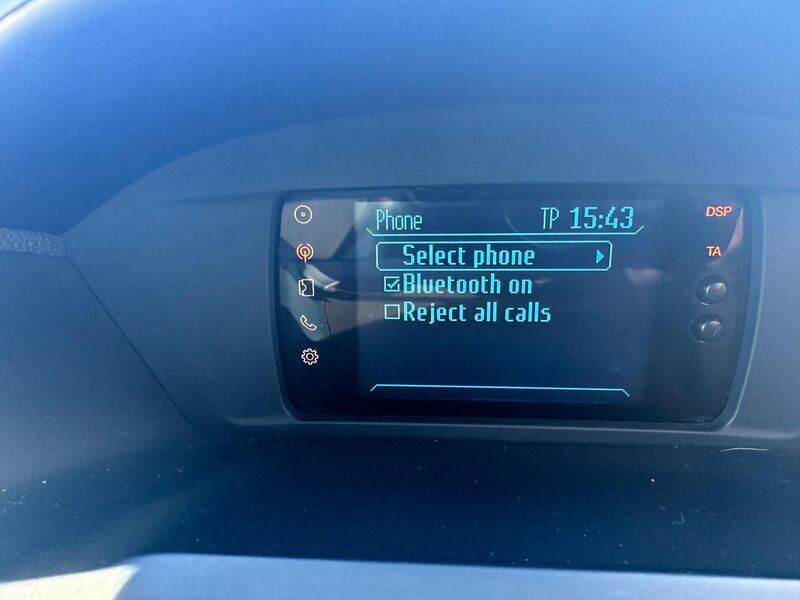 Phone TP 15:43
DSP
Select phone
TA
Bluetooth on
Reject all calls